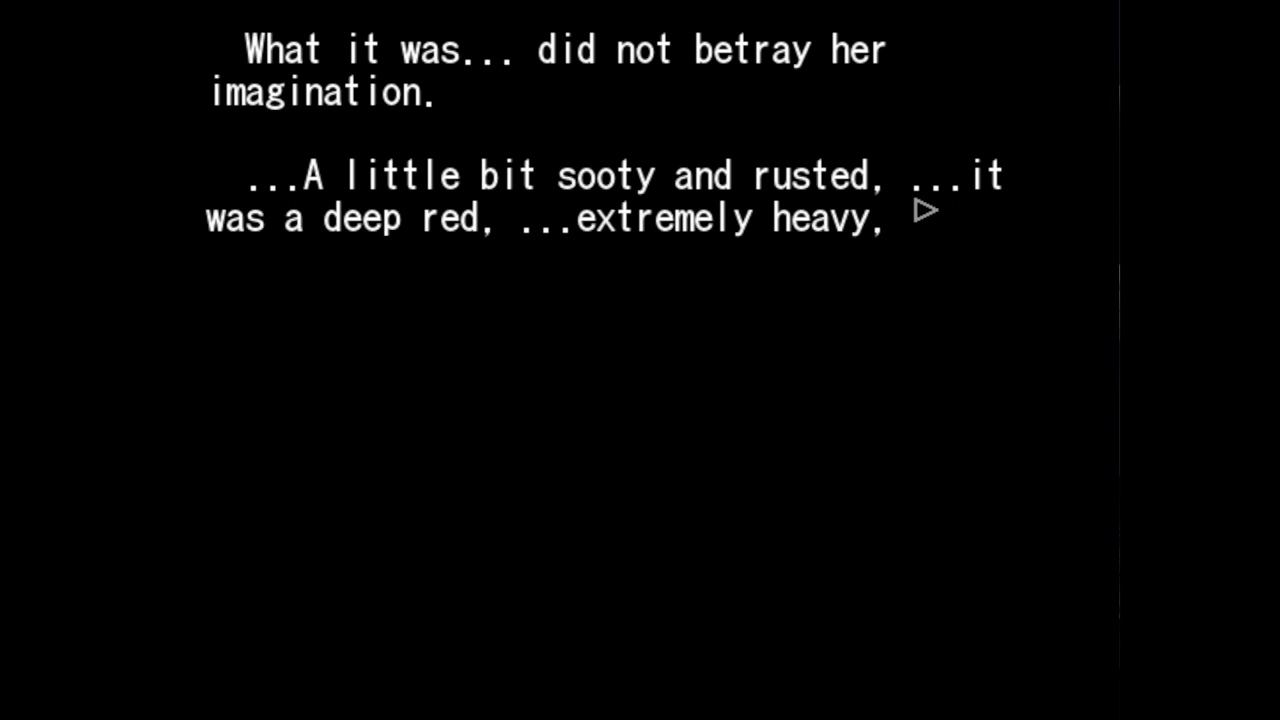 What it was... did not betray her
imagination.
...A little bit sooty and rusted, ...it
was a deep red, ...extremely heavy,